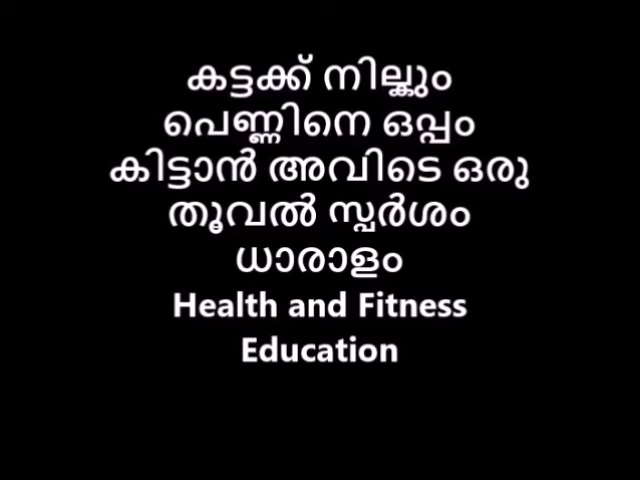 കട്ടക്ക് നില്കും
പെണ്ണിനെ ഒപ്പം
കിട്ടാൻ അവിടെ ഒരു
തൂവൽ സ്പർശം
ധാരാളം
Health and Fitness
Education